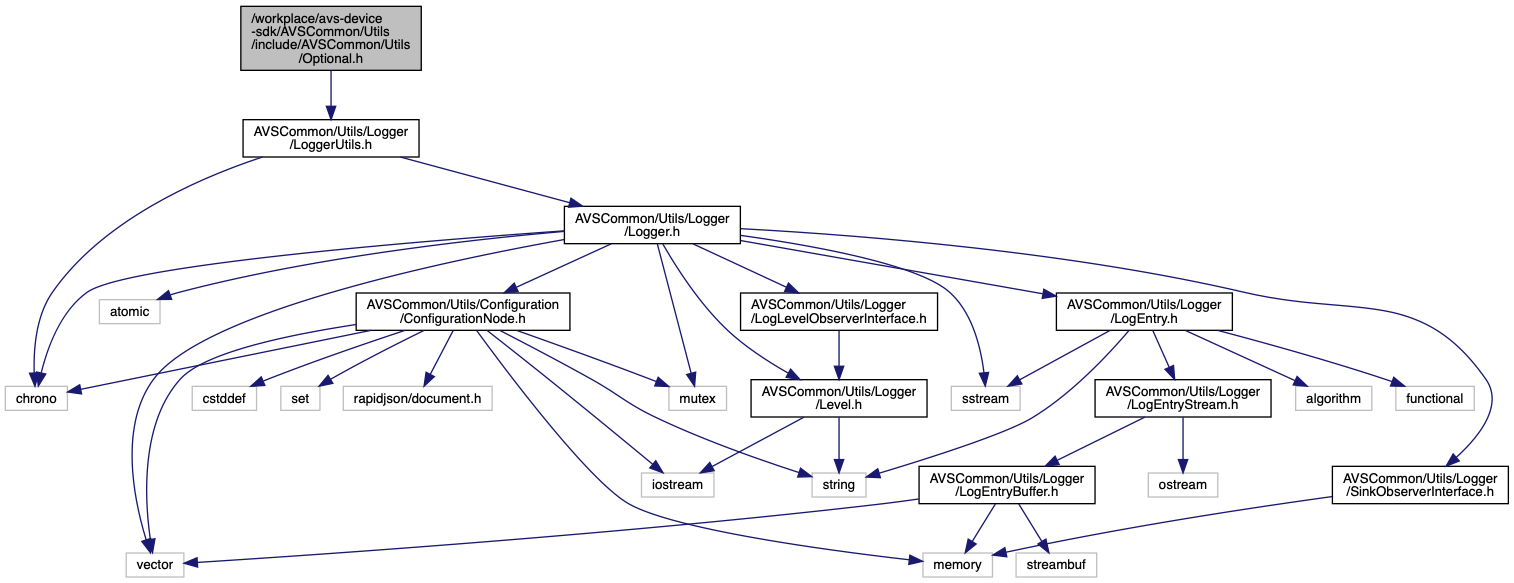 /workplace/avs-device
-sdk/AVSCommon/Utils
/include/AVSCommon/Utils
/Optional.h
AVSCommon/Utils/Logger
/LoggerUtils.h
AVSCommon/Utils/Logger
/Logger.h
atomic
AVSCommon/Utils/Configuration
/ConfigurationNode.h
AVSCommon/Utils/Logger
/LogLevelObserverInterface.h
AVSCommon/Utils/Logger
/LogEntry.h
chrono
cstddef
set
rapidjson/document.h
mutex
AVSCommon/Utils/Logger
/Level.h
sstream
AVSCommon/Utils/Logger
/LogEntryStream.h
algorithm
functional
iostream
string
AVSCommon/Utils/Logger
/LogEntryBuffer.h
ostream
AVSCommon/Utils/Logger
/SinkObserverInterface.h
vector
memory
streambuf